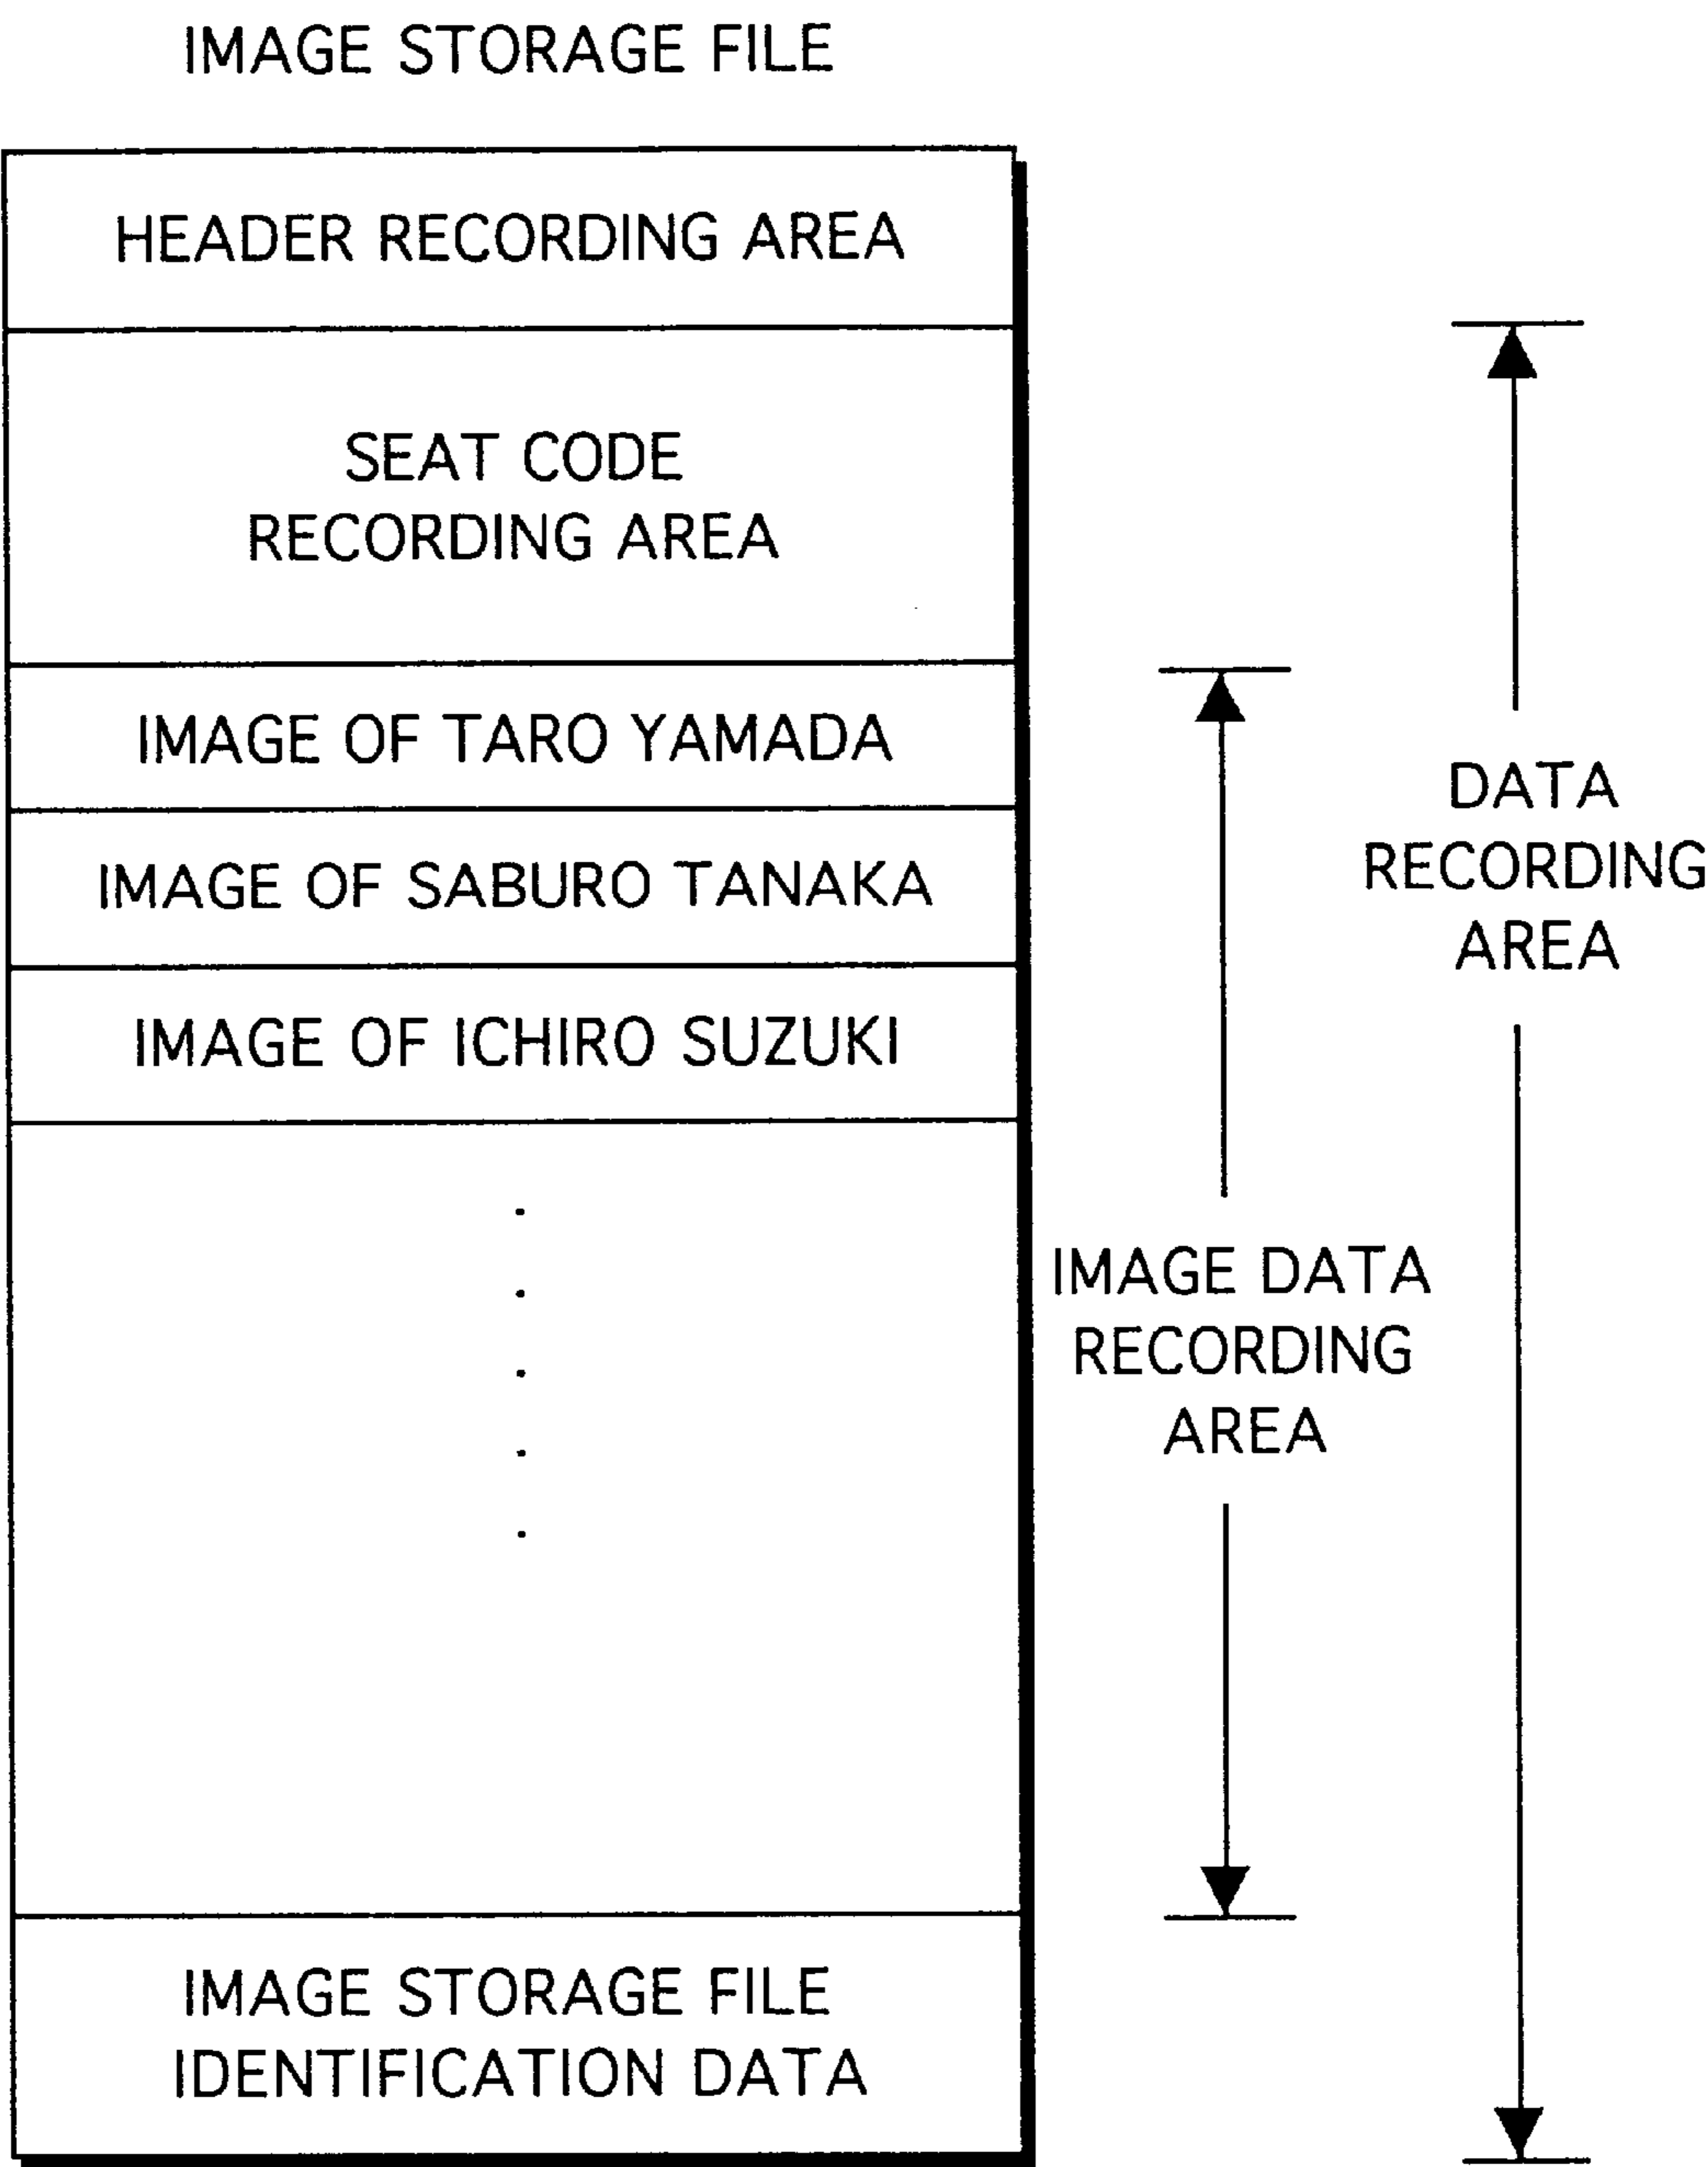 IMAGE STORAGE FILE
HEADER RECORDING AREA
SEAT CODE
RECORDING AREA
IMAGE OF TARO YAMADA
IMAGE OF SABURO TANAKA
IMAGE OF ICHIRO SUZUKI
IMAGE STORAGE FILE
IDENTIFICATION DATA
IMAGE DATA
RECORDING
AREA
DATA
RECORDING
AREA